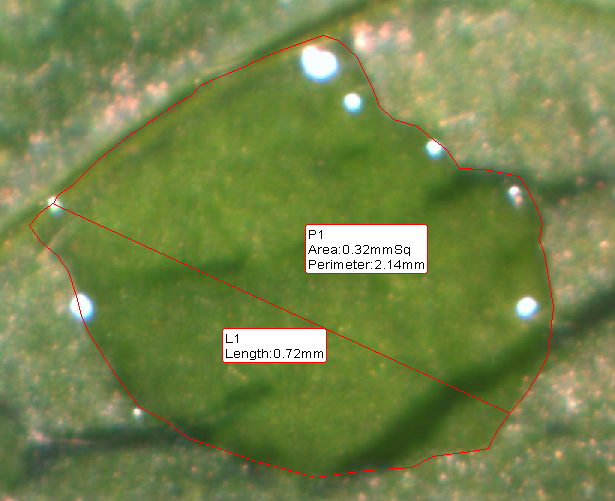 P1
Area:0.32mmSq
Perimeter:2.14mm
L1
Length:0.72mm